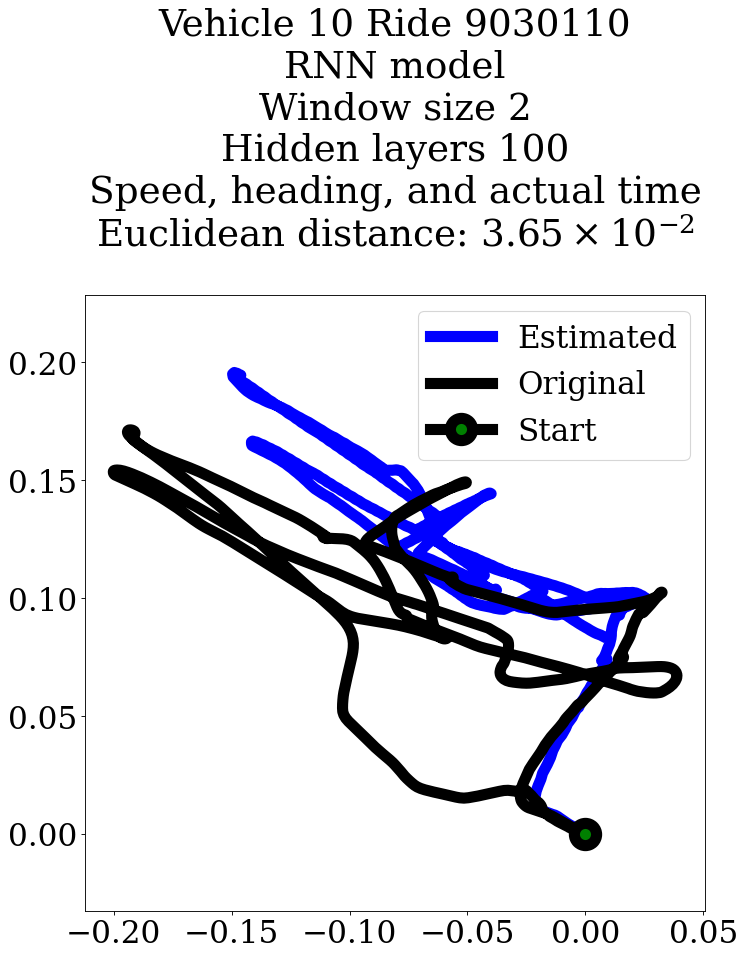 Vehicle 10 Ride 9030110
RNN model
Window size 2
Hidden layers 100
Speed, heading, and actual time
Euclidean distance: 3.65 × 10⁻²
Estimated
Original
Start
0.20
0.15
0.10
0.05
0.00
−0.20 −0.15 −0.10 −0.05 0.00 0.05